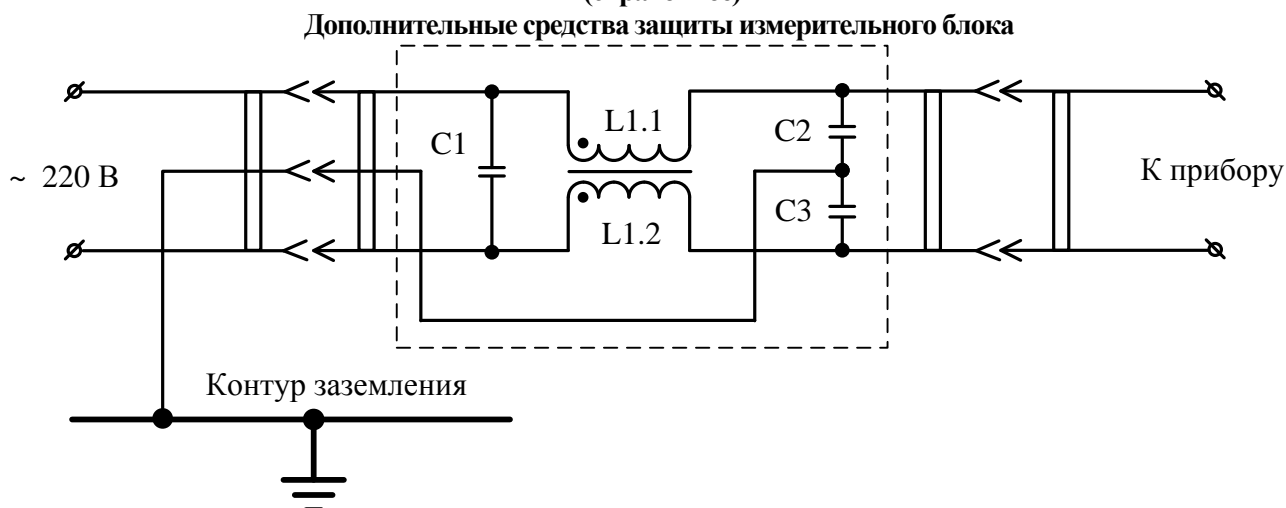 Дополнительные средства защиты измерительного блока
L1.1
C1
C2
~ 220 В
К прибору
C3
L1.2
Контур заземления